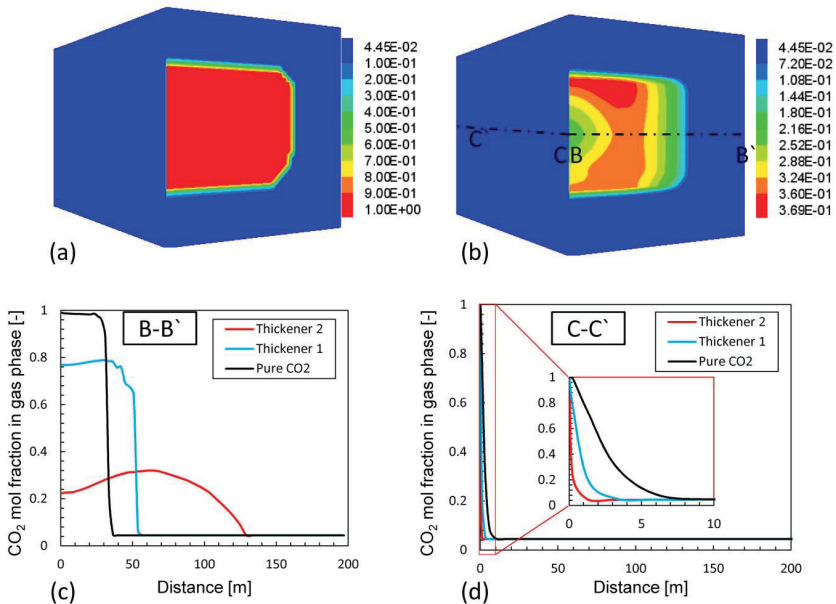 4.45E-02
1.00E-01
2.00E-01
3.00E-01
4.00E-01
5.00E-01
6.00E-01
7.00E-01
8.00E-01
9.00E-01
1.00E+00
(a)
4.45E-02
7.20E-02
1.08E-01
1.44E-01
1.80E-01
2.16E-01
2.52E-01
2.88E-01
3.24E-01
3.60E-01
3.69E-01
C` C B B`
(b)
CO2 mol fraction in gas phase [-]
1
0.8
0.6
0.4
0.2
0
B-B`
Thickener 2
Thickener 1
Pure CO2
0 50 100 150 200
Distance [m]
(c)
CO2 mol fraction in gas phase [-]
1
0.8
0.6
0.4
0.2
0
C-C`
Thickener 2
Thickener 1
Pure CO2
1
0.8
0.6
0.4
0.2
0
0 5 10
0 50 100 150 200
Distance [m]
(d)